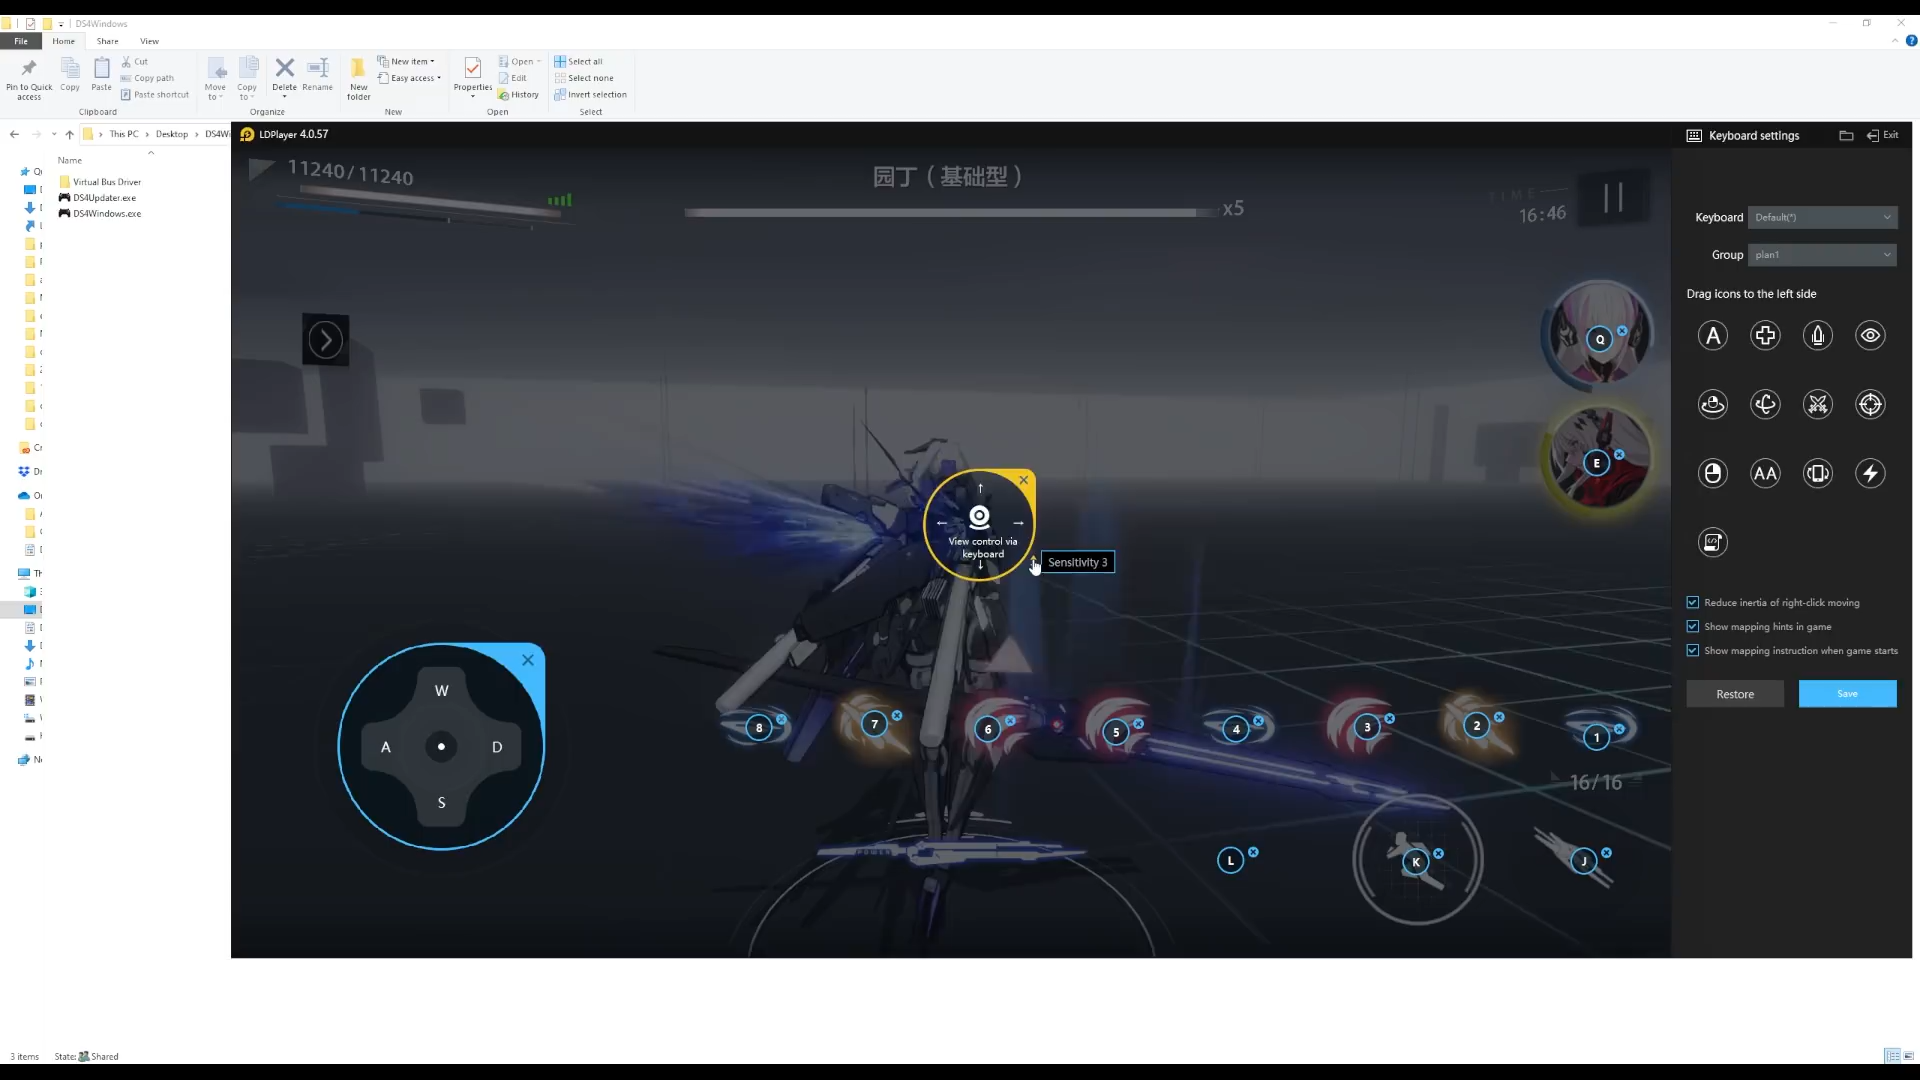 DS4Windows
File Home Share View
Pin to Quick access
Copy
Paste
Cut
Copy path
Paste shortcut
Clipboard
Move to
Copy to
Delete
Rename
Organize
New folder
New item
Easy access
New
Properties
Open
Edit
History
Open
Select all
Select none
Invert selection
Select
This PC Desktop DS4Wi
Name
Virtual Bus Driver
DS4Updater.exe
DS4Windows.exe
LDPlayer 4.0.57
Keyboard settings
Exit
11240/11240
园丁（基础型）
x5
TIME
16:46
Keyboard Default(*)
Group plan1
Drag icons to the left side
A
AA
Q
E
View control via keyboard
Sensitivity 3
Reduce inertia of right-click moving
Show mapping hints in game
Show mapping instruction when game starts
Restore
Save
W
A
D
S
8
7
6
5
4
3
2
1
16/16
L
K
J
3 items State: Shared